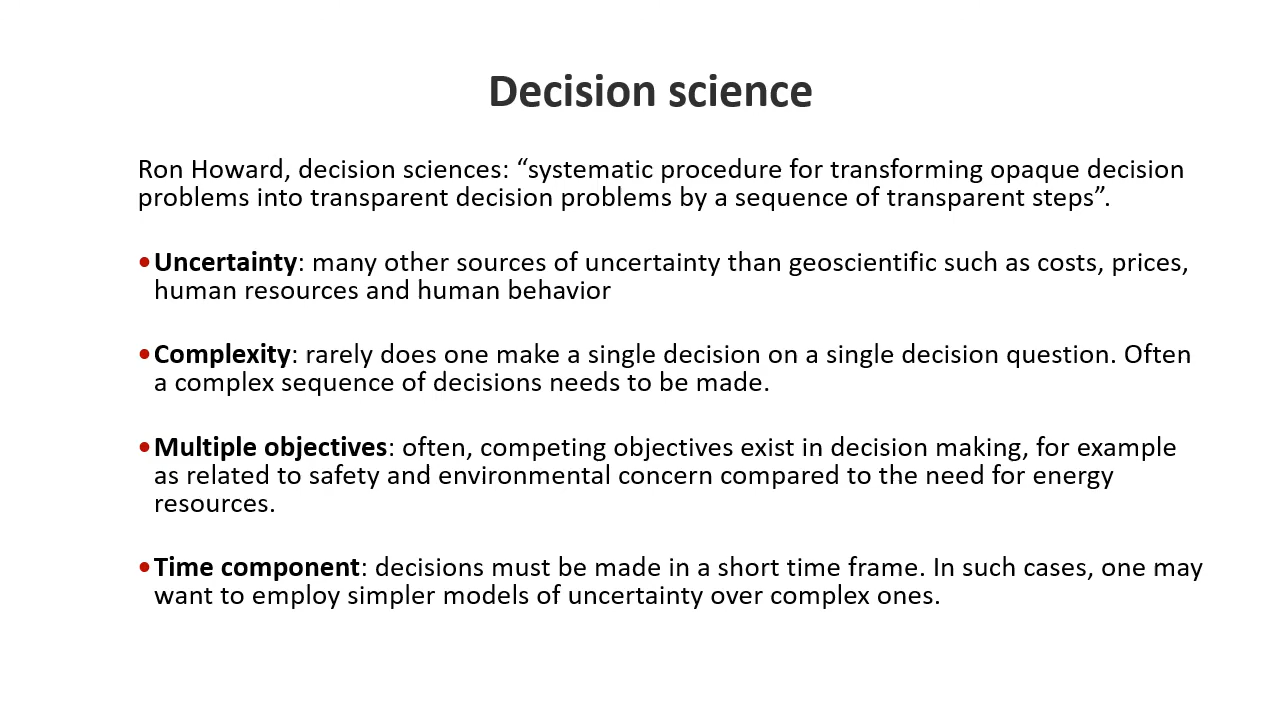 Decision science
Ron Howard, decision sciences: “systematic procedure for transforming opaque decision
problems into transparent decision problems by a sequence of transparent steps”.
•Uncertainty: many other sources of uncertainty than geoscientific such as costs, prices,
human resources and human behavior
•Complexity: rarely does one make a single decision on a single decision question. Often
a complex sequence of decisions needs to be made.
•Multiple objectives: often, competing objectives exist in decision making, for example
as related to safety and environmental concern compared to the need for energy
resources.
•Time component: decisions must be made in a short time frame. In such cases, one may
want to employ simpler models of uncertainty over complex ones.